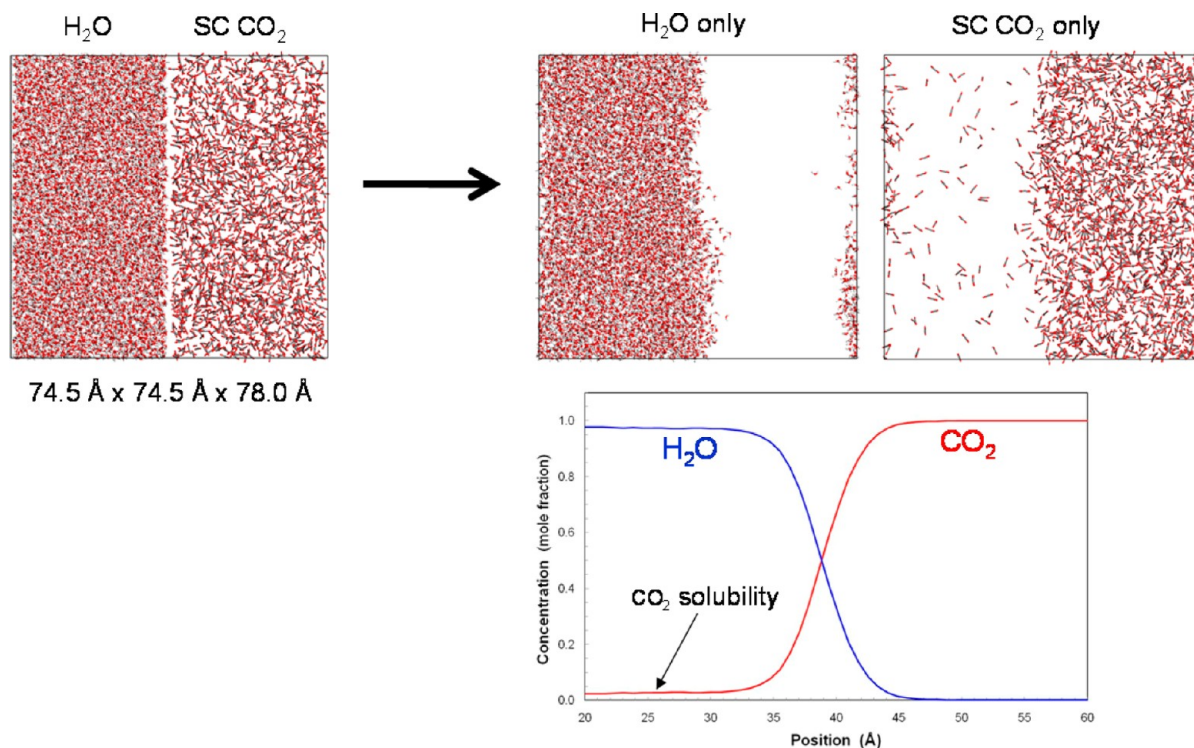 H₂O SC CO₂
H₂O only SC CO₂ only
74.5 Å x 74.5 Å x 78.0 Å
Concentration (mole fraction)
1.0
0.8
0.6
0.4
0.2
0.0
H₂O
CO₂
CO₂ solubility
20 25 30 35 40 45 50 55 60
Position (Å)